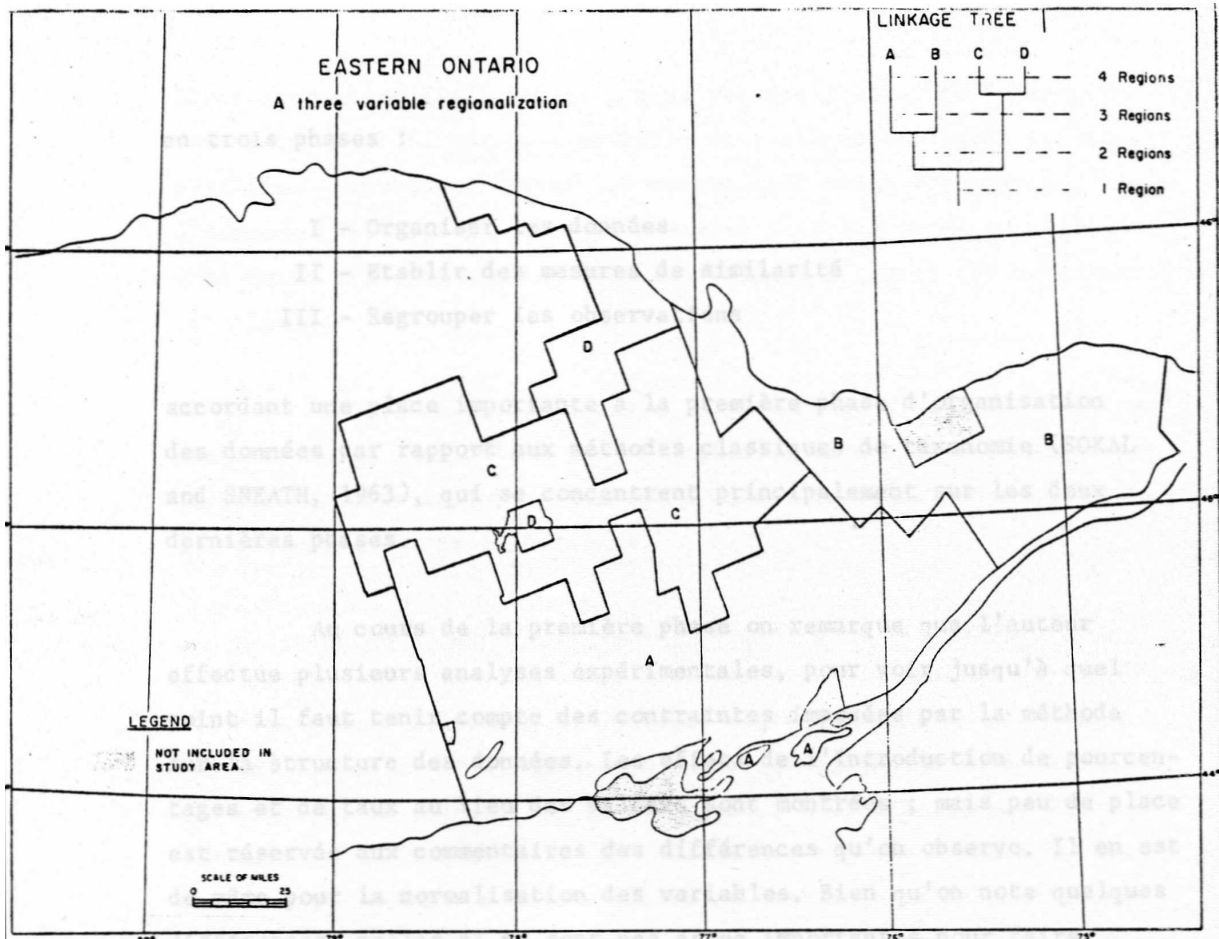 LINKAGE TREE
A B C D
4 Regions
3 Regions
2 Regions
1 Region
EASTERN ONTARIO
A three variable regionalization
en trois phases :
I - Organiser les données
II - Etablir des mesures de similarité
III - Regrouper les observations
D
accordant une place importante à la première phase d'organisation
des données par rapport aux méthodes classiques de taxonomie (SOKAL
B
B
C
and SNEATH, 1963), qui se concentrent principalement sur les deux
D
C
dernières phases
Au cours de la première phase on remarque que l'auteur
A
effectue plusieurs analyses expérimentales, pour voir jusqu'à quel
point il faut tenir compte des contraintes par la méthode
LEGEND
NOT INCLUDED IN
STUDY AREA.
A
A
structure des données. Les de l'introduction de pourcen-
44°
tages et de taux au lieu des sont montrés ; mais peu de place
est réservée aux commentaires des différences qu'on observe. Il en est
SCALE OF MILES
0 25
de même pour la normalisation des variables. Bien qu'on note quelques
79°
77°
75°